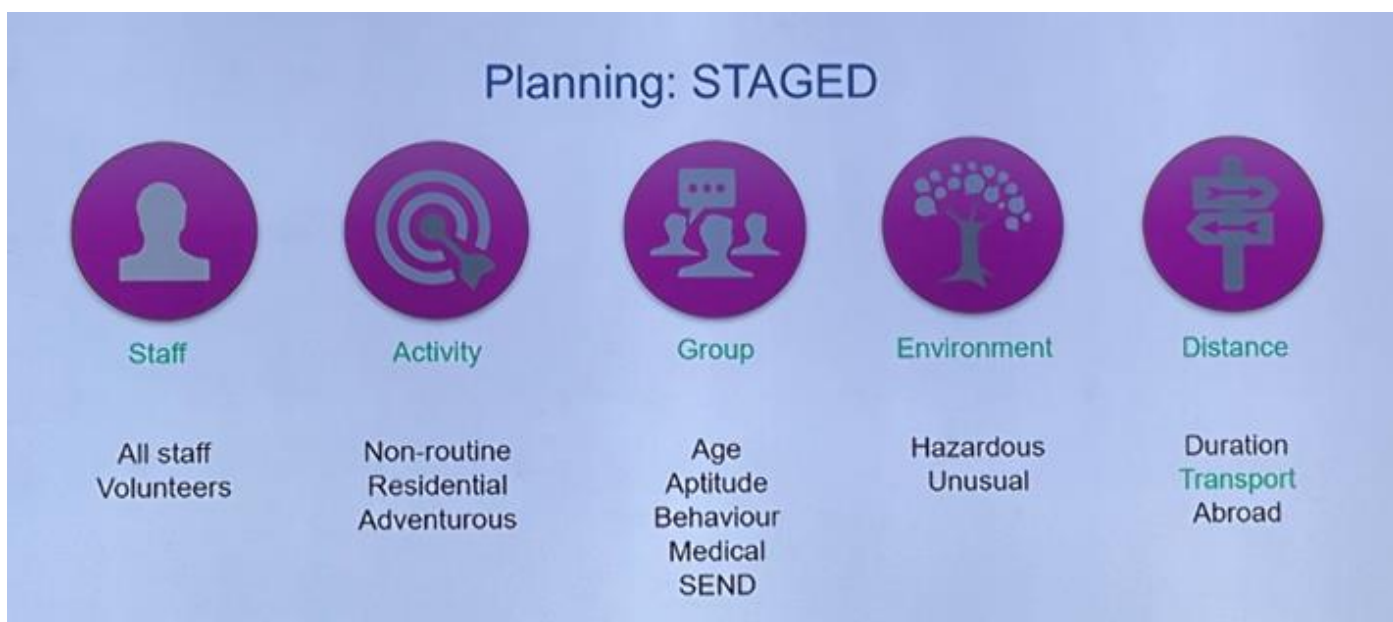 Planning: STAGED
Staff
All staff
Volunteers
Activity
Non-routine
Residential
Adventurous
Group
Age
Aptitude
Behaviour
Medical
SEND
Environment
Hazardous
Unusual
Distance
Duration
Transport
Abroad